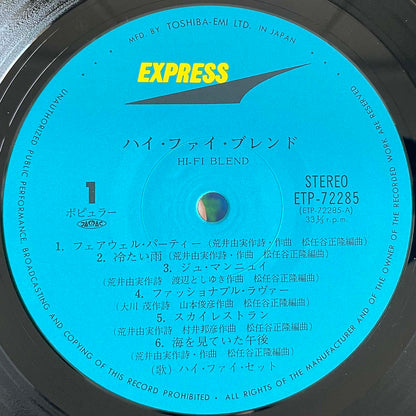 MFD. BY TOSHIBA-EMI LTD. IN JAPAN
EXPRESS
ハイ・ファイ・ブレンド
HI-FI BLEND
1
ポピュラー
STEREO
ETP-72285
(ETP-72285-A)
33⅓ r.p.m.
1. フェアウェル・パーティー (荒井由実作詩・作曲 松任谷正隆編曲)
2. 冷たい雨 (荒井由実作詩・作曲 松任谷正隆編曲)
3. ジュ・マンニュイ
(荒井由実作詩 渡辺としゆき作曲 松任谷正隆編曲)
4. ファッショナブル・ラヴァー
(大川 茂作詩 山本俊彦作曲 松任谷正隆編曲)
5. スカイレストラン
(荒井由実作詩 村井邦彦作曲 松任谷正隆編曲)
6. 海を見ていた午後
(荒井由実作詩・作曲 松任谷正隆編曲)
(歌) ハイ・ファイ・セット
UNAUTHORIZED PUBLIC PERFORMANCE, BROADCASTING AND COPYING OF THIS RECORD PROHIBITED • ALL RIGHTS OF THE MANUFACTURER AND OF THE OWNER OF THE RECORDED WORK ARE RESERVED